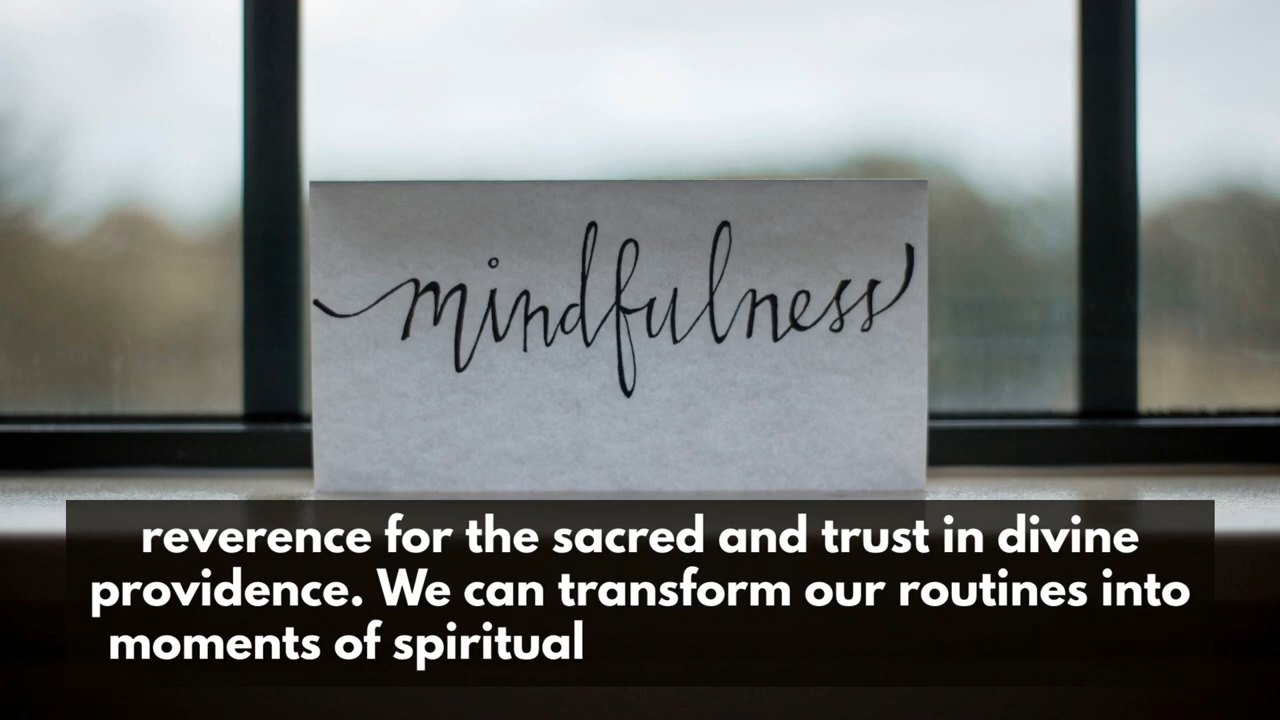 mindfulness
reverence for the sacred and trust in divine
providence. We can transform our routines into
moments of spiritual